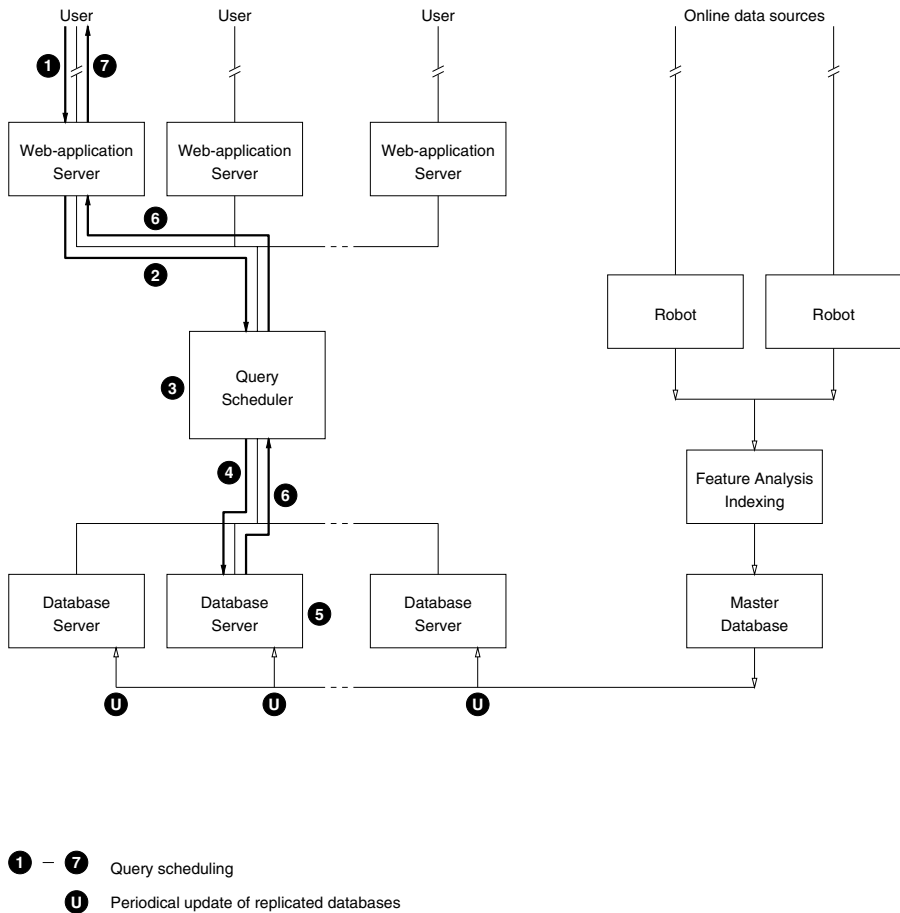 User
User
User
Online data sources
1
7
Web-application
Server
Web-application
Server
Web-application
Server
6
2
Robot
Robot
3
Query
Scheduler
4
6
Feature Analysis
Indexing
Database
Server
Database
Server
5
Database
Server
Master
Database
U
U
U
1 – 7 Query scheduling
U Periodical update of replicated databases